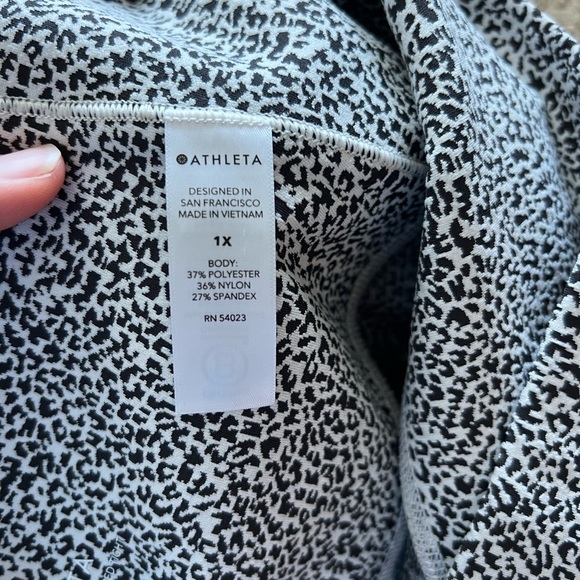 ATHLETA
DESIGNED IN
SAN FRANCISCO
MADE IN VIETNAM
1X
BODY:
37% POLYESTER
36% NYLON
27% SPANDEX
RN 54023